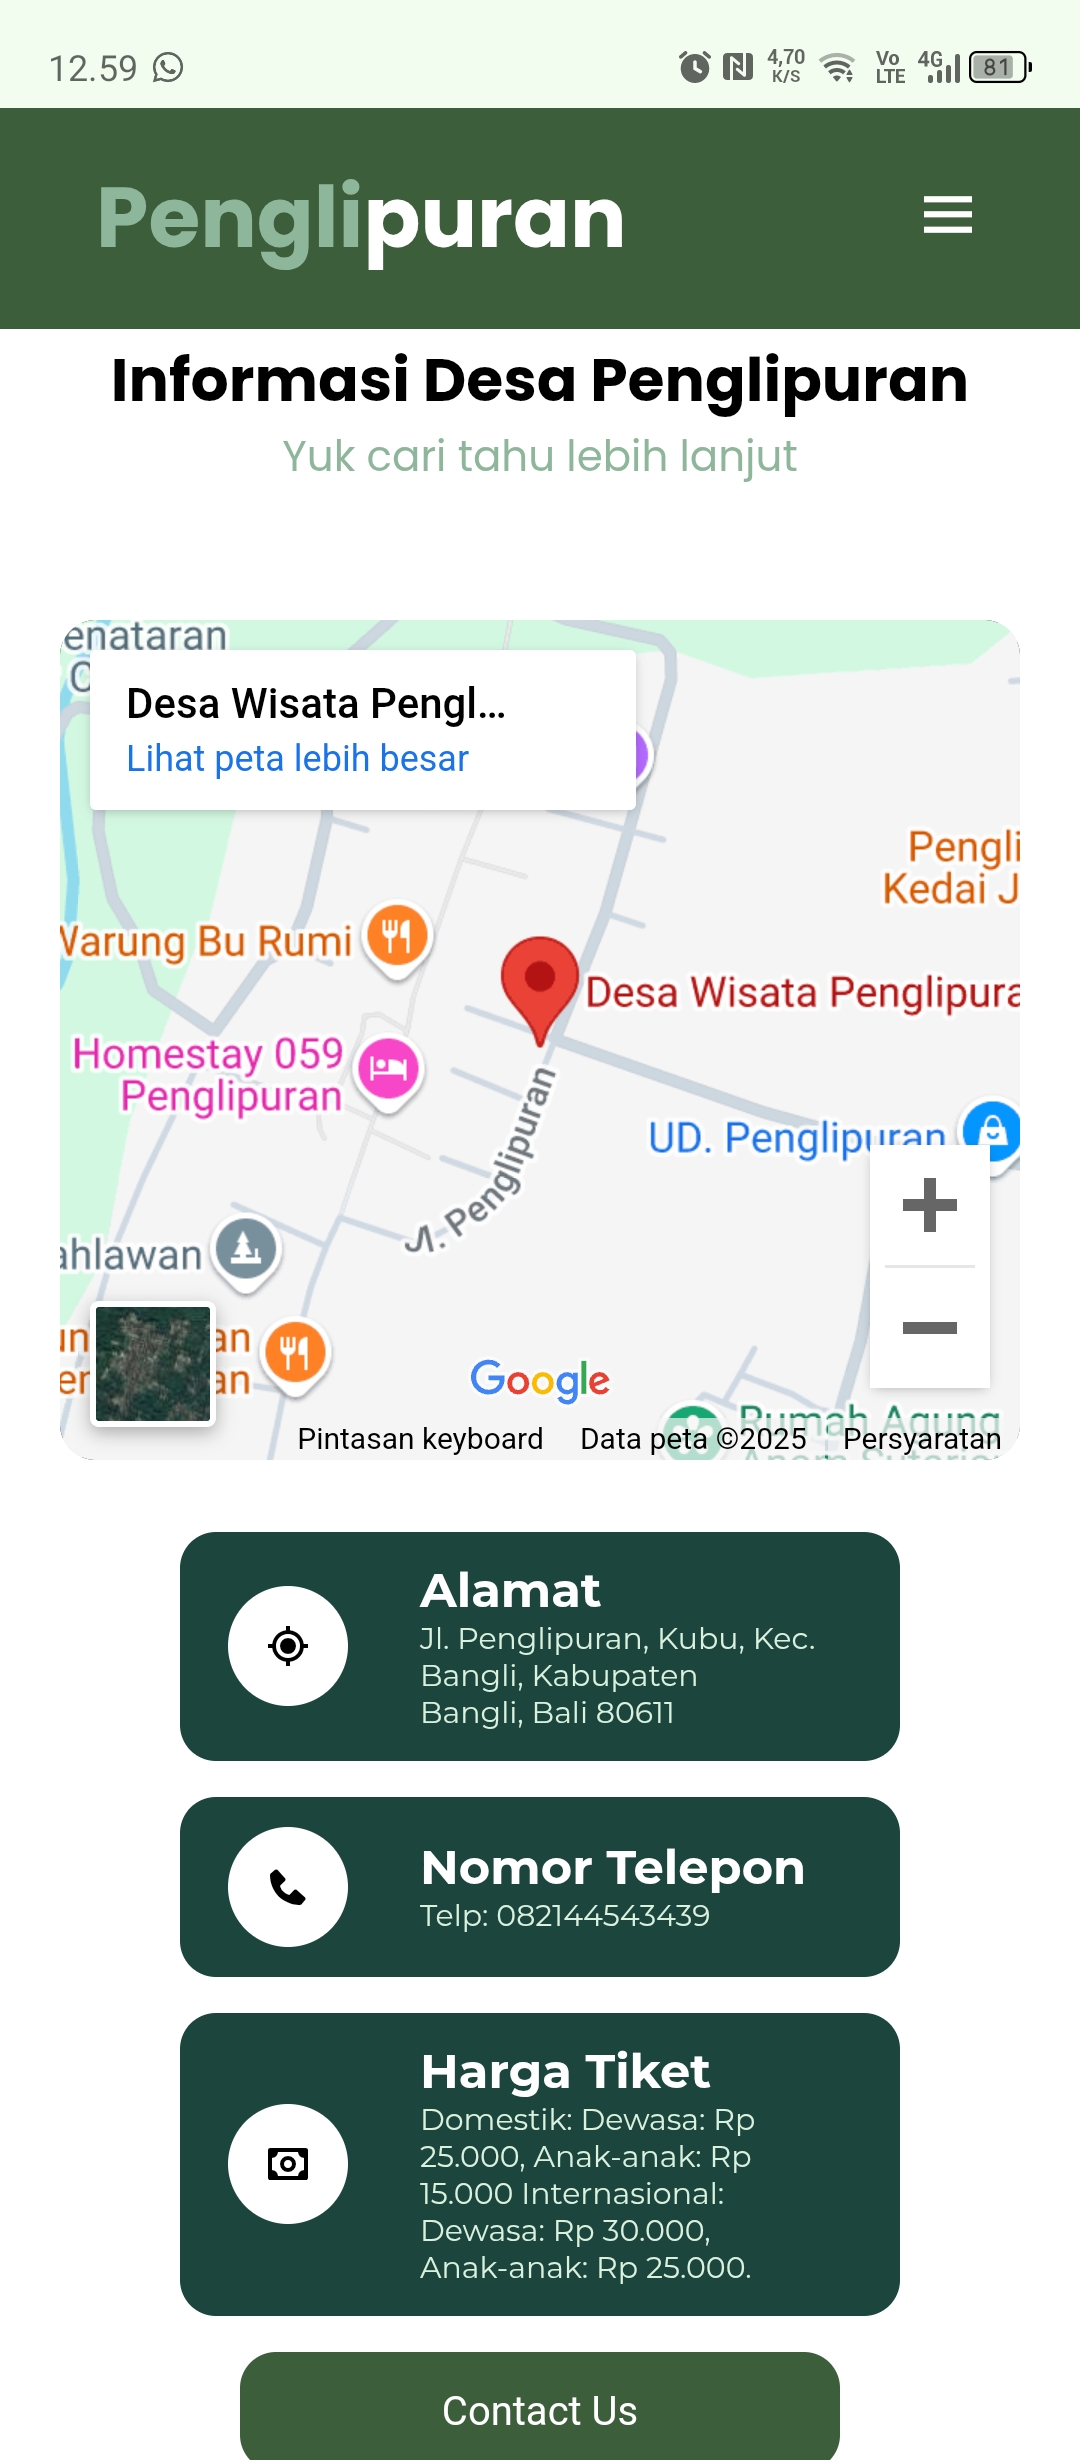 12.59
4,70
K/S
Vo
LTE
4G
81
Penglipuran
Informasi Desa Penglipuran
Yuk cari tahu lebih lanjut
enataran
Desa Wisata Pengl...
Lihat peta lebih besar
Pengli
Kedai J
Warung Bu Rumi
Desa Wisata Penglipura
Homestay 059
Penglipuran
UD. Penglipuran
Jl. Penglipuran
ahlawan
an
an
Google
Rumah Agung
Pintasan keyboard Data peta ©2025 Persyaratan
Alamat
Jl. Penglipuran, Kubu, Kec.
Bangli, Kabupaten
Bangli, Bali 80611
Nomor Telepon
Telp: 082144543439
Harga Tiket
Domestik: Dewasa: Rp
25.000, Anak-anak: Rp
15.000 Internasional:
Dewasa: Rp 30.000,
Anak-anak: Rp 25.000.
Contact Us